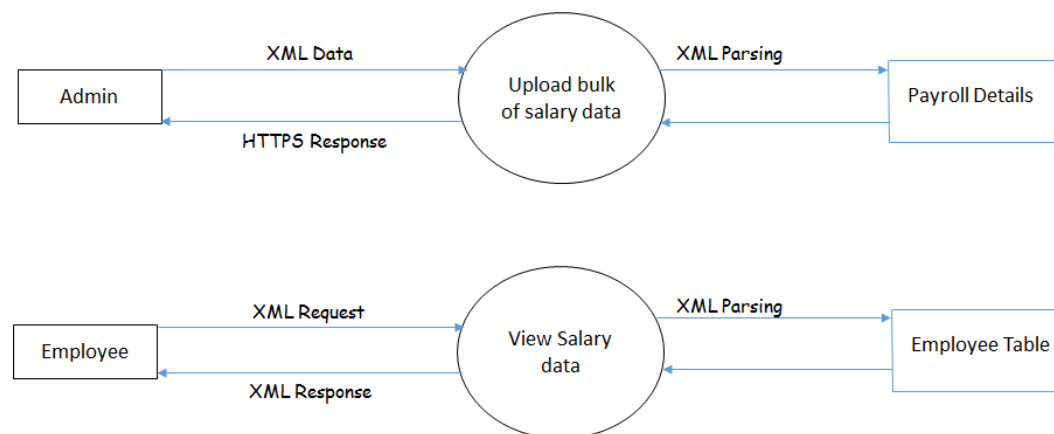 XML Data
XML Parsing
Admin
Upload bulk
of salary data
Payroll Details
HTTPS Response
XML Request
XML Parsing
Employee
View Salary
data
Employee Table
XML Response